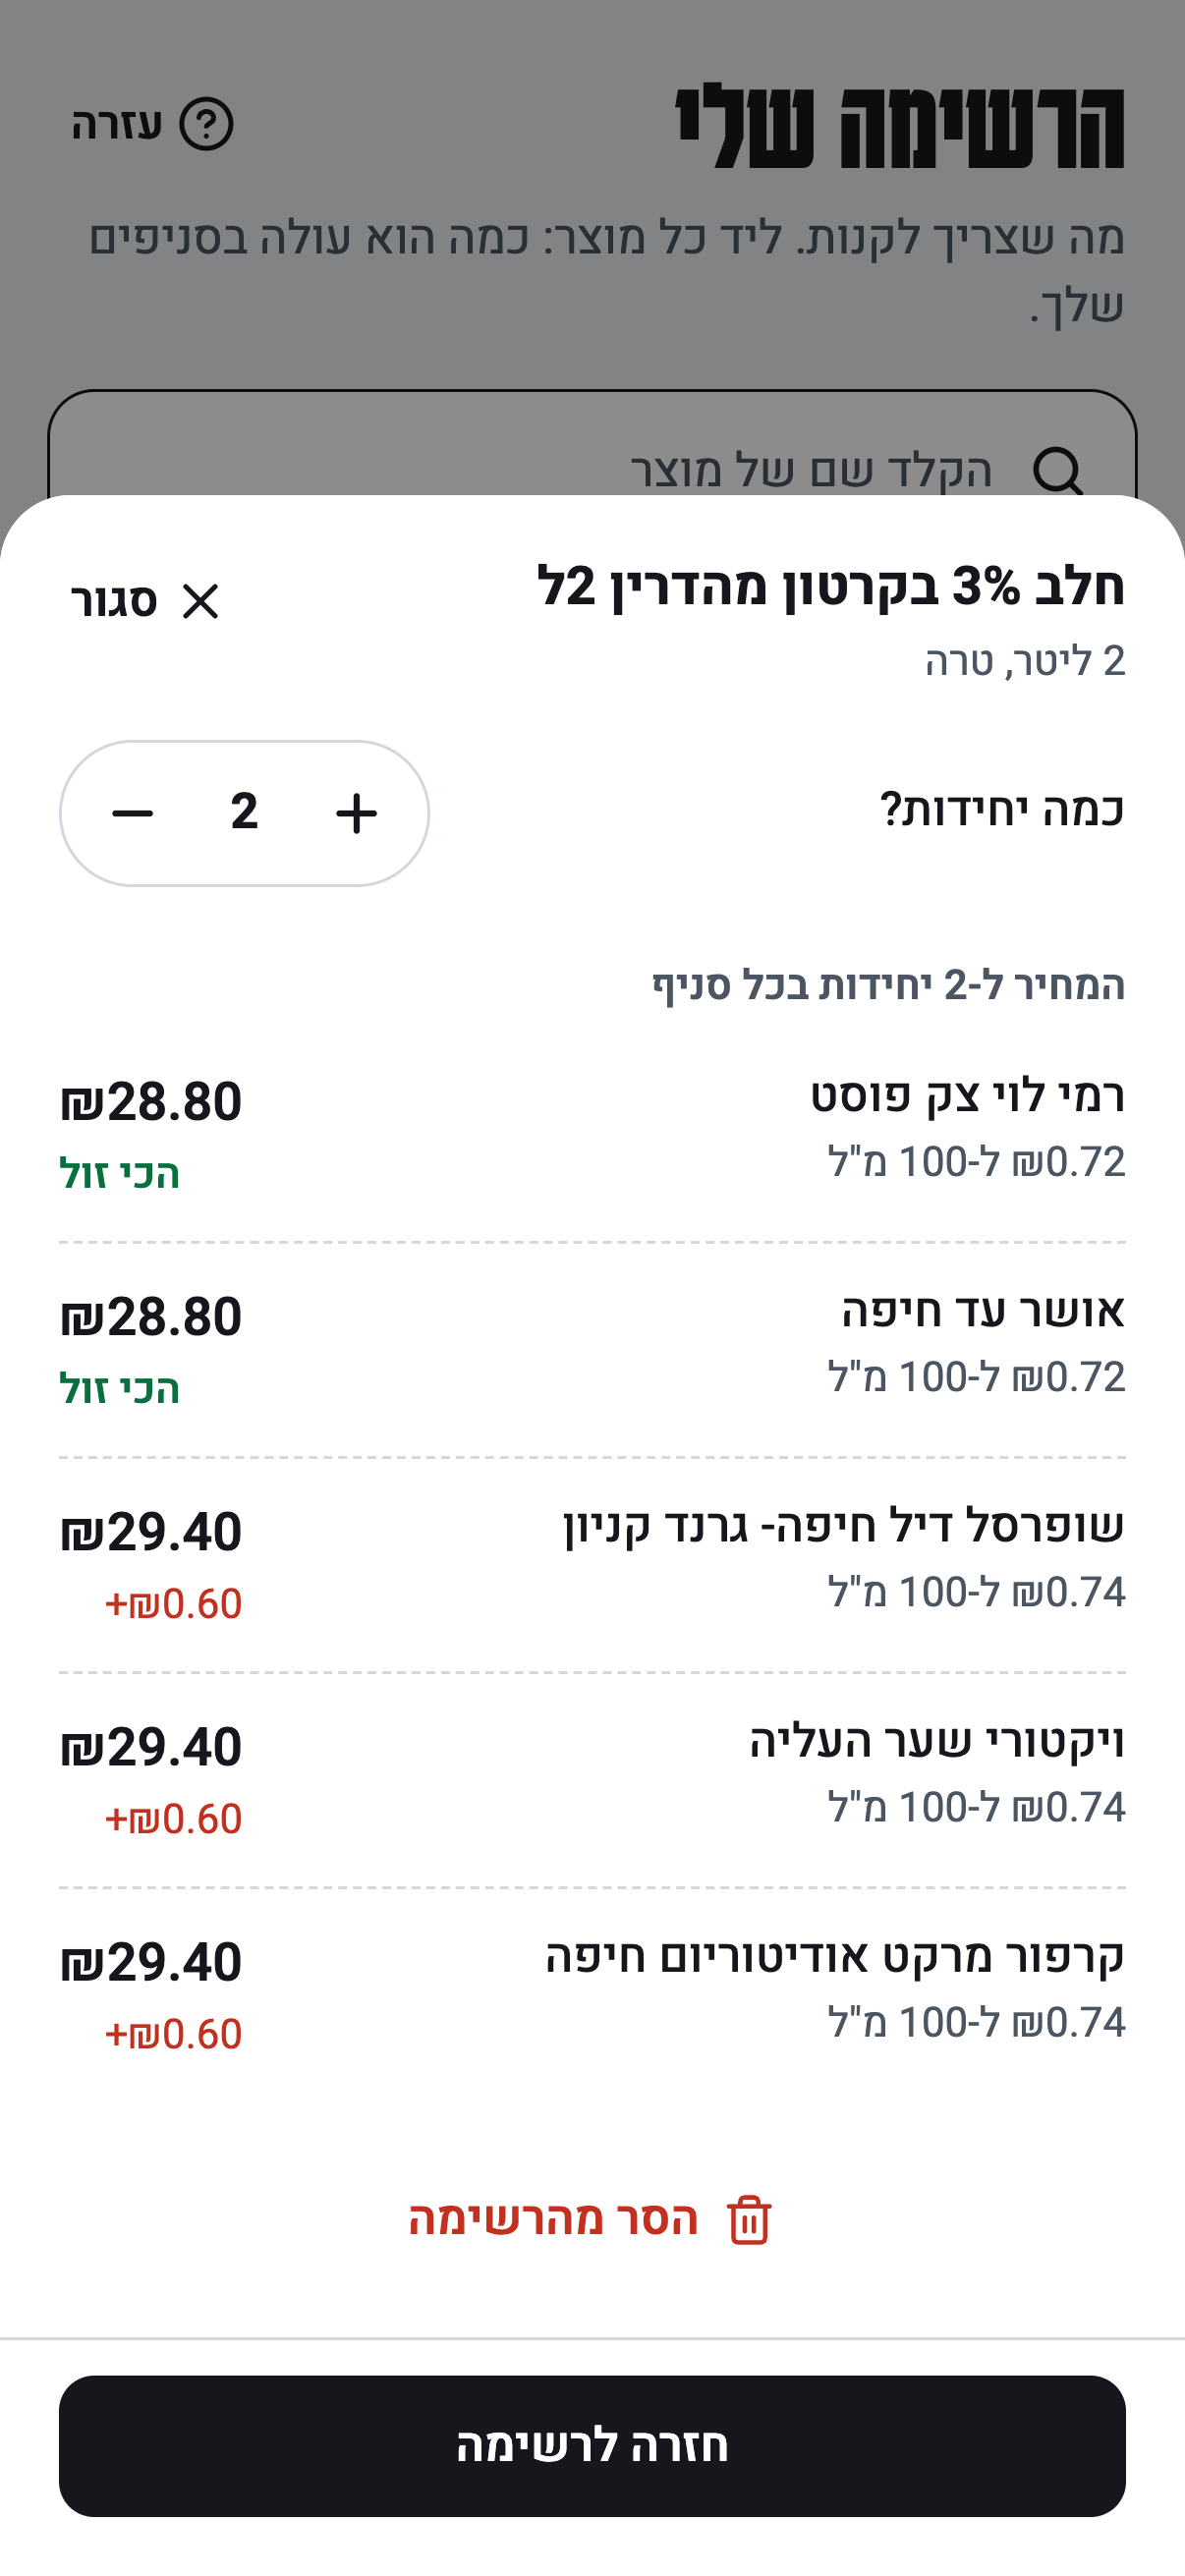 הרשימה שלי
עזרה
מה שצריך לקנות. ליד כל מוצר: כמה הוא עולה בסניפים
שלך.
הקלד שם של מוצר
חלב 3% בקרטון מהדרין 2ל
סגור
2 ליטר, טרה
כמה יחידות?
2
המחיר ל-2 יחידות בכל סניף
רמי לוי צק פוסט
₪28.80
₪0.72 ל-100 מ"ל
הכי זול
אושר עד חיפה
₪28.80
₪0.72 ל-100 מ"ל
הכי זול
שופרסל דיל חיפה- גרנד קניון
₪29.40
₪0.74 ל-100 מ"ל
+₪0.60
ויקטורי שער העליה
₪29.40
₪0.74 ל-100 מ"ל
+₪0.60
קרפור מרקט אודיטוריום חיפה
₪29.40
₪0.74 ל-100 מ"ל
+₪0.60
הסר מהרשימה
חזרה לרשימה